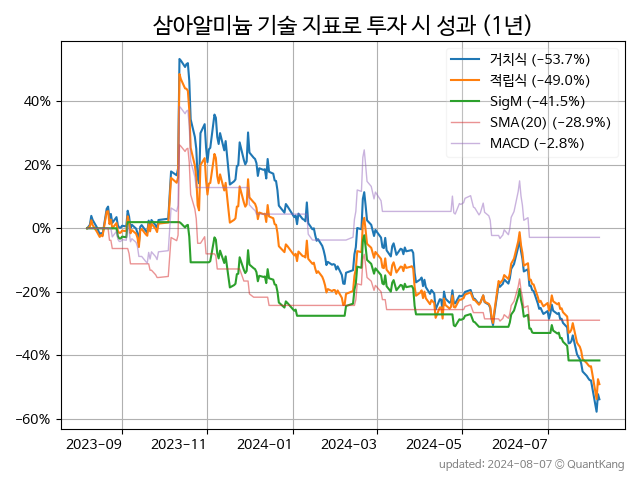 삼아알미늄 기술 지표로 투자 시 성과 (1년)
거치식 (−53.7%)
적립식 (−49.0%)
SigM (−41.5%)
SMA(20) (−28.9%)
MACD (−2.8%)
40%
20%
0%
−20%
−40%
−60%
2023-09 2023-11 2024-01 2024-03 2024-05 2024-07
updated: 2024-08-07 © QuantKang